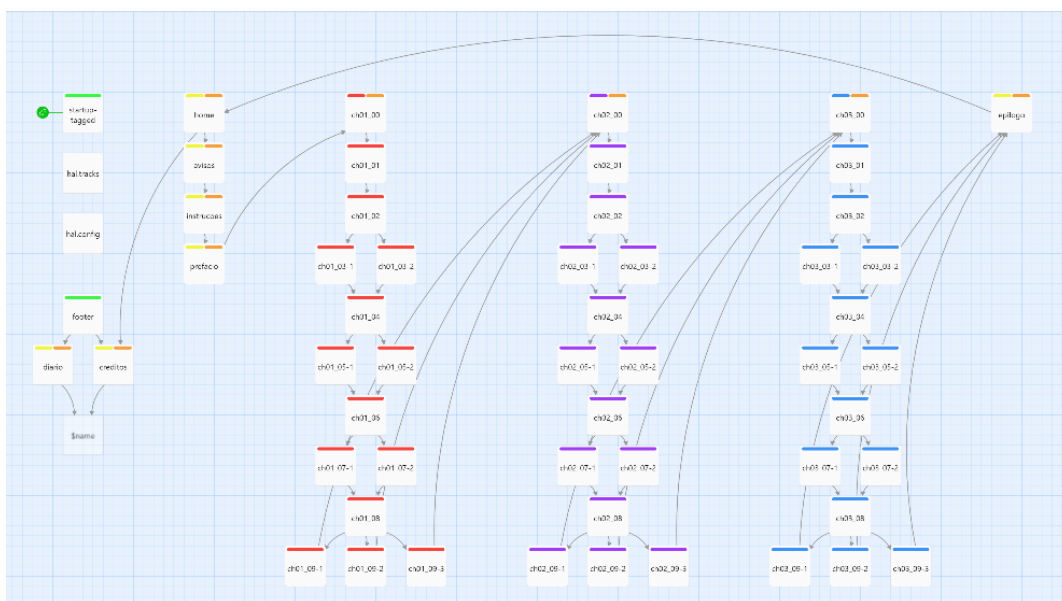 startup-
tagged
hal.tracks
hal.config
footer
diario
creditos
$name
home
avisos
instrucoes
prefacio
ch01_00
ch01_01
ch01_02
ch01_03-1
ch01_03-2
ch01_04
ch01_05-1
ch01_05-2
ch01_06
ch01_07-1
ch01_07-2
ch01_08
ch01_09-1
ch01_09-2
ch01_09-3
ch02_00
ch02_01
ch02_02
ch02_03-1
ch02_03-2
ch02_04
ch02_05-1
ch02_05-2
ch02_06
ch02_07-1
ch02_07-2
ch02_08
ch02_09-1
ch02_09-2
ch02_09-3
ch03_00
ch03_01
ch03_02
ch03_03-1
ch03_03-2
ch03_04
ch03_05-1
ch03_05-2
ch03_06
ch03_07-1
ch03_07-2
ch03_08
ch03_09-1
ch03_09-2
ch03_09-3
epilogo